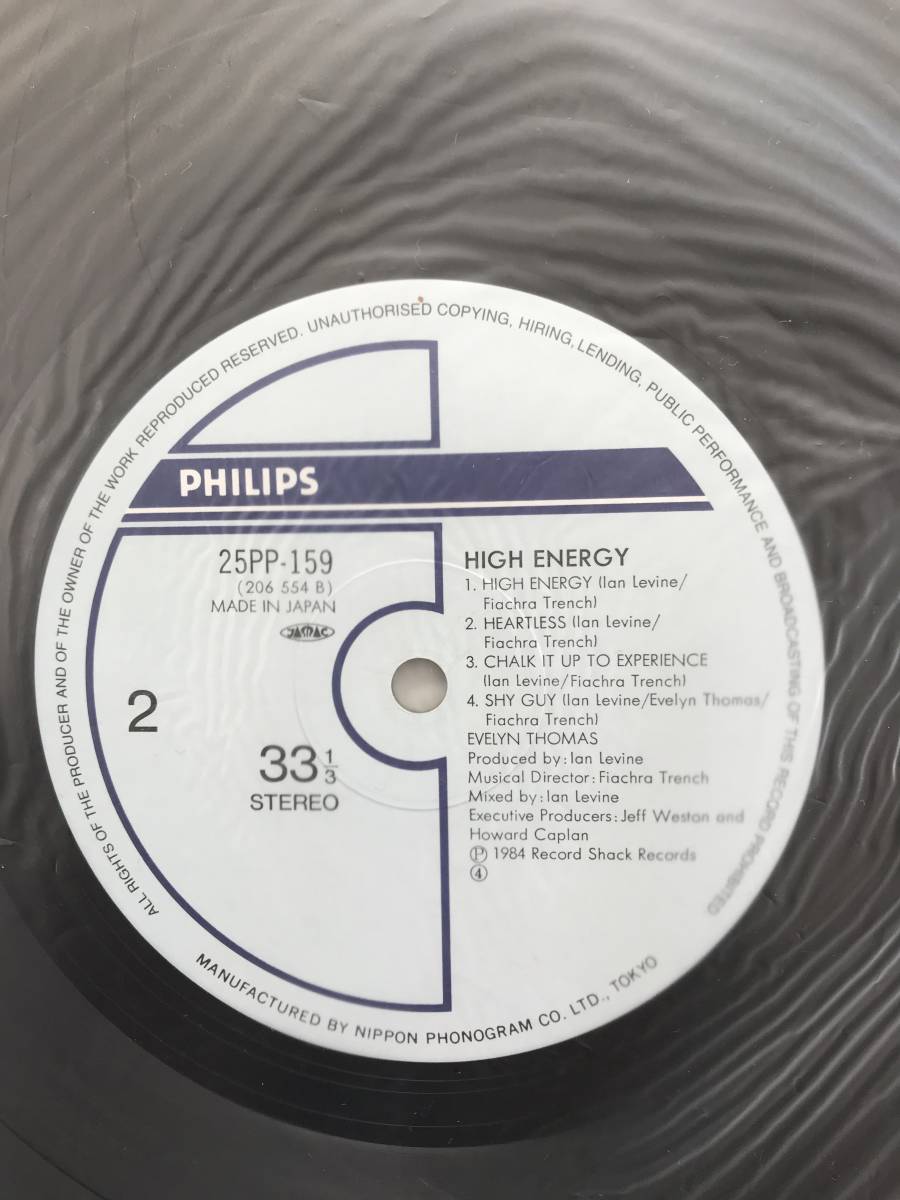 ALL RIGHTS OF THE PRODUCER AND OF THE OWNER OF THE WORK REPRODUCED RESERVED. UNAUTHORISED COPYING, HIRING, LENDING, PUBLIC PERFORMANCE AND BROADCASTING OF THIS RECORD PROHIBITED
PHILIPS
25PP-159
(206 554 B)
MADE IN JAPAN
JASRAC
2
33 1/3
STEREO
HIGH ENERGY
1. HIGH ENERGY (Ian Levine/
Fiachra Trench)
2. HEARTLESS (Ian Levine/
Fiachra Trench)
3. CHALK IT UP TO EXPERIENCE
(Ian Levine/Fiachra Trench)
4. SHY GUY (Ian Levine/Evelyn Thomas/
Fiachra Trench)
EVELYN THOMAS
Produced by: Ian Levine
Musical Director: Fiachra Trench
Mixed by: Ian Levine
Executive Producers: Jeff Weston and
Howard Caplan
Ⓟ 1984 Record Shack Records
④
MANUFACTURED BY NIPPON PHONOGRAM CO. LTD., TOKYO